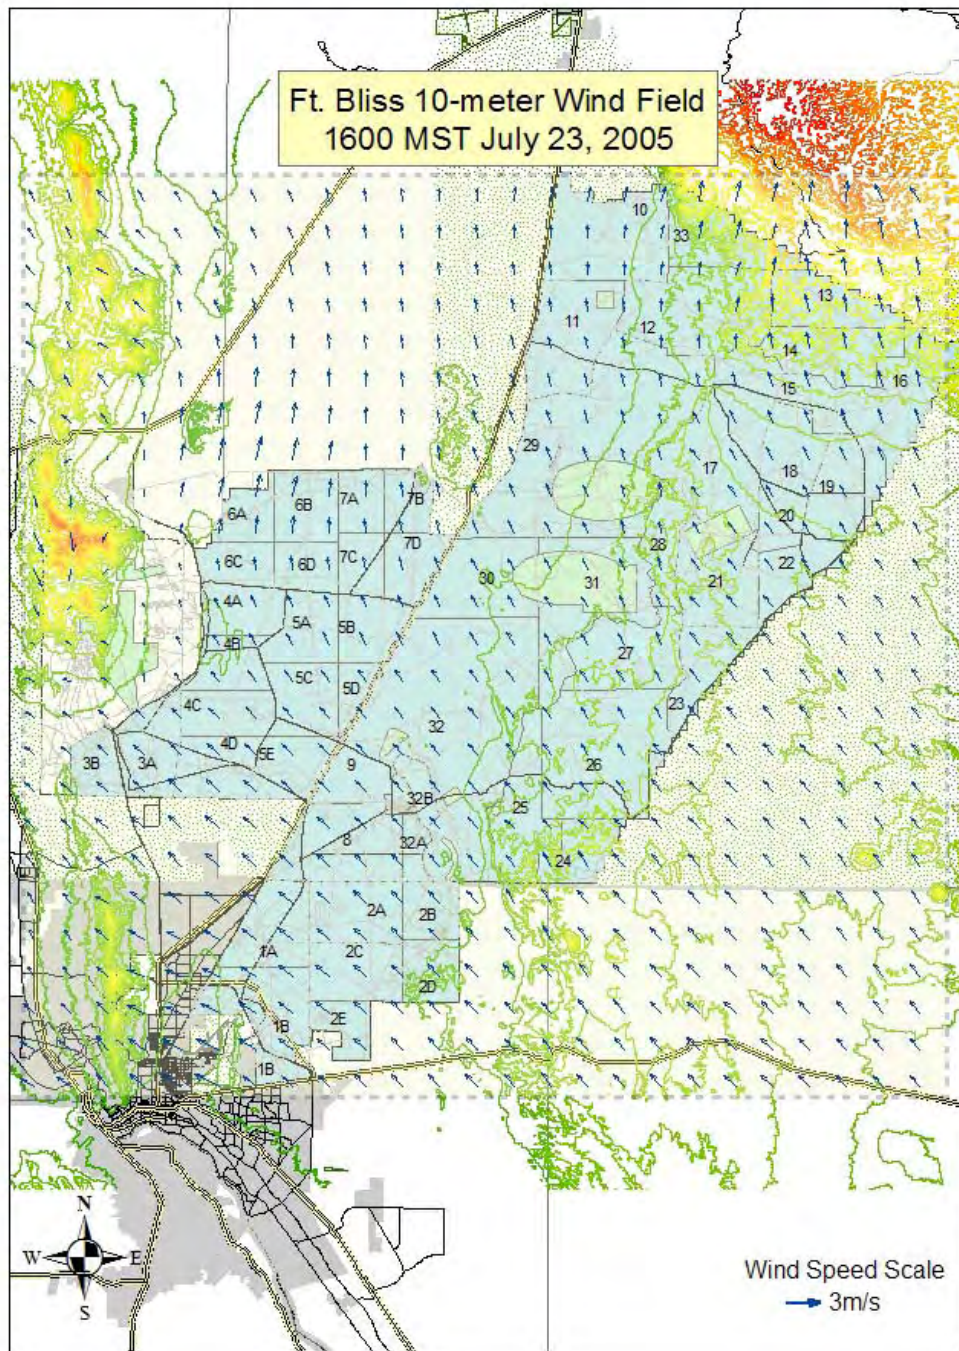 Ft. Bliss 10-meter Wind Field
1600 MST July 23, 2005
10
33
13
11
12
14
15
16
29
17
18
19
7A
7B
6B
6A
20
7C
7D
28
22
6C
6D
30
31
21
4A
5A
5B
4B
27
5C
5D
4C
23
32
4D
5E
3B
3A
9
26
32B
25
8
32A
24
2A
2B
1A
2C
2D
1B
2E
1B
N
W
E
S
Wind Speed Scale
3m/s